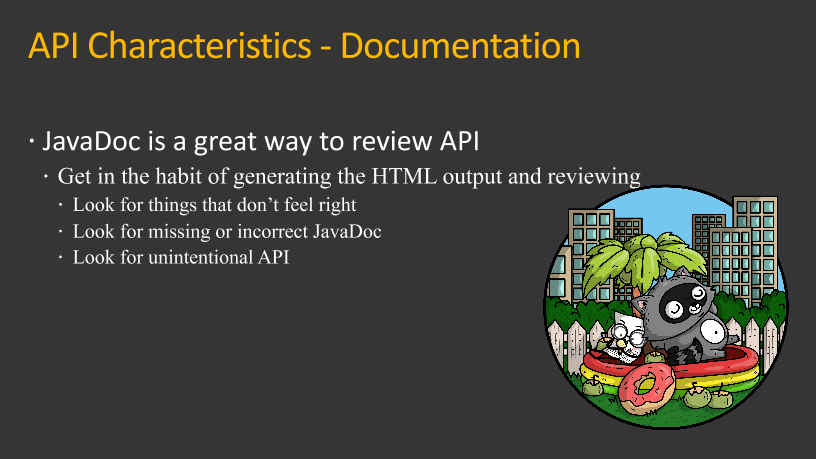 API Characteristics - Documentation
· JavaDoc is a great way to review API
· Get in the habit of generating the HTML output and reviewing
· Look for things that don’t feel right
· Look for missing or incorrect JavaDoc
· Look for unintentional API